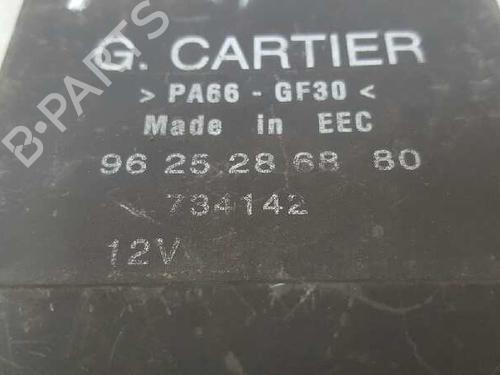 G. CARTIER
> PA66 - GF30 <
Made in EEC
96 25 28 68 80
734142
12V
B-PARTS